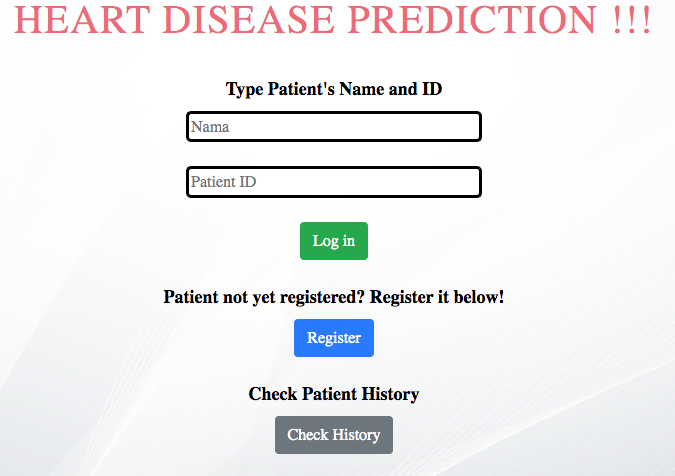 HEART DISEASE PREDICTION !!!
Type Patient's Name and ID
Nama
Patient ID
Log in
Patient not yet registered? Register it below!
Register
Check Patient History
Check History